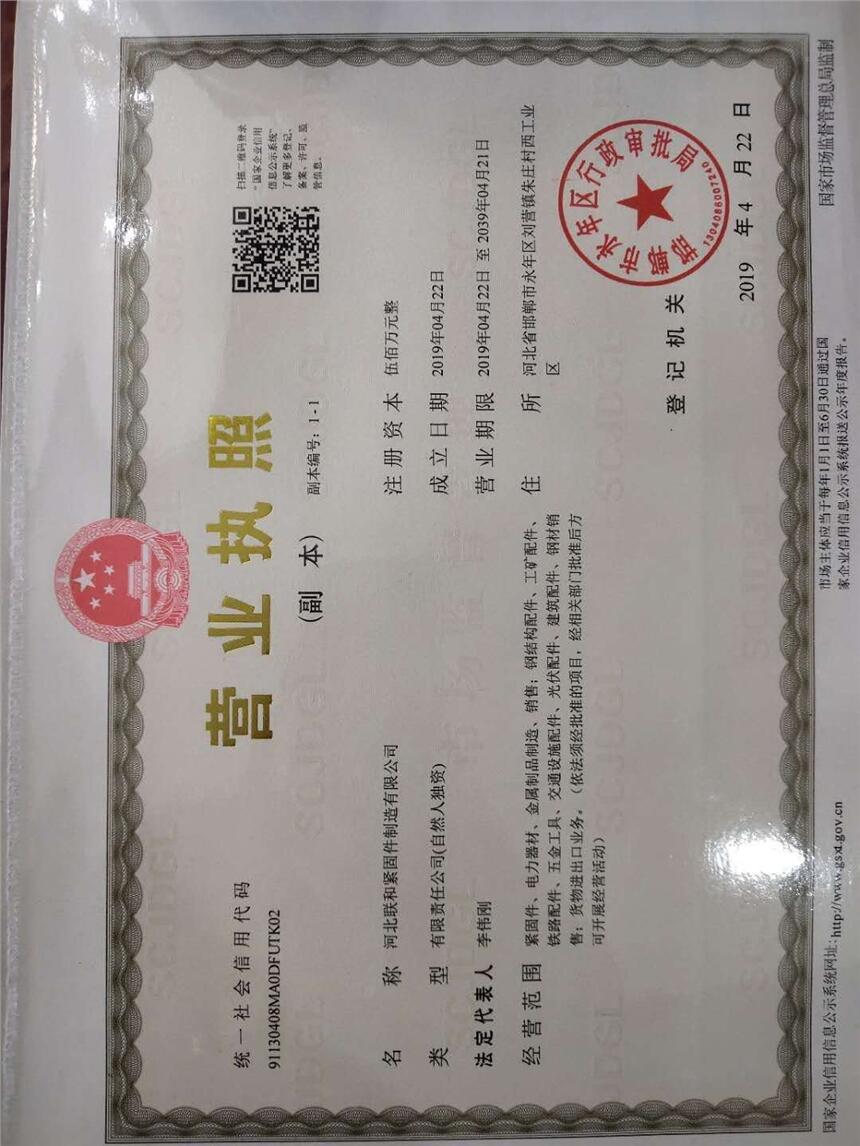 营业执照
(副 本)
副本编号：1-1
统一社会信用代码
91130408MA0DFUTK02
扫描二维码登录
“国家企业信用
信息公示系统”
了解更多登记、
备案、许可、监
管信息。
名 称 河北联和紧固件制造有限公司
类 型 有限责任公司(自然人独资)
法定代表人 李伟刚
经营范围 紧固件、电力器材、金属制品制造、销售；钢结构配件、工矿配件、
铁路配件、五金工具、交通设施配件、光伏配件、建筑配件、钢材销
售；货物进出口业务。（依法须经批准的项目，经相关部门批准后方
可开展经营活动）
注册资本 伍佰万元整
成立日期 2019年04月22日
营业期限 2019年04月22日 至 2039年04月21日
住 所 河北省邯郸市永年区刘营镇朱庄村西工业
区
登记机关
邯郸市永年区行政审批局
1304086007240
2019 年 4 月 22 日
国家企业信用信息公示系统网址：http://www.gsxt.gov.cn
市场主体应当于每年1月1日至6月30日通过国
家企业信用信息公示系统报送公示年度报告。
国家市场监督管理总局监制